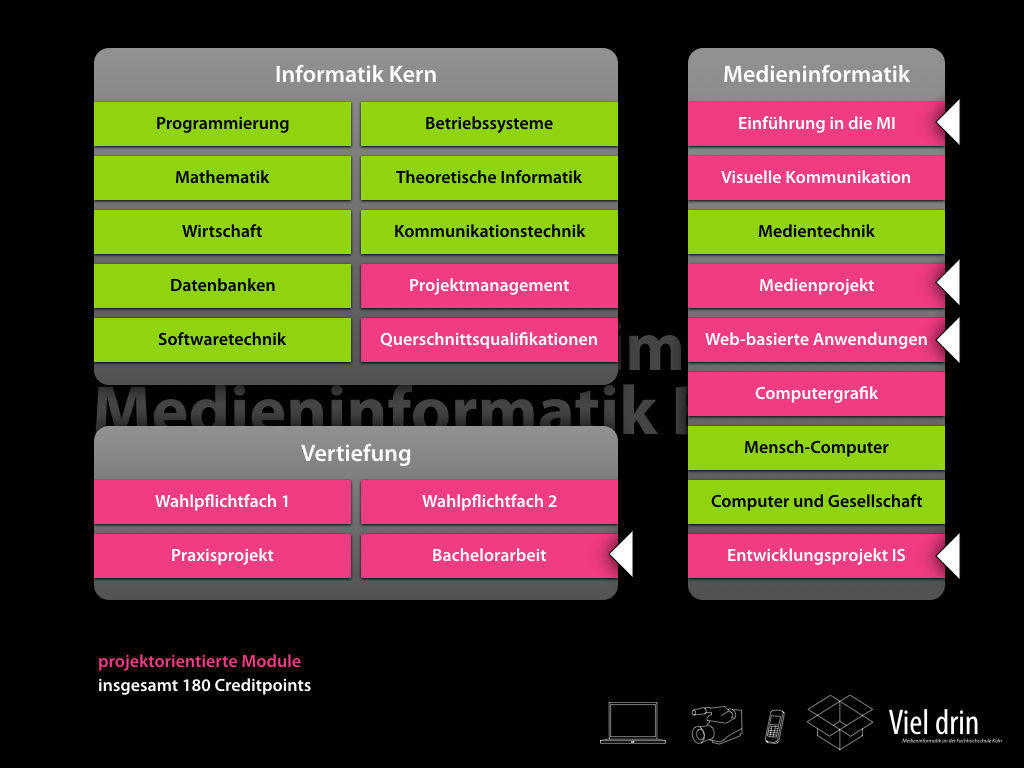 Informatik Kern
Programmierung
Betriebssysteme
Mathematik
Theoretische Informatik
Wirtschaft
Kommunikationstechnik
Datenbanken
Projektmanagement
Softwaretechnik
Querschnittsqualifikationen
im
Medieninformatik
Vertiefung
Wahlpflichtfach 1
Wahlpflichtfach 2
Praxisprojekt
Bachelorarbeit
Medieninformatik
Einführung in die MI
Visuelle Kommunikation
Medientechnik
Medienprojekt
Web-basierte Anwendungen
Computergrafik
Mensch-Computer
Computer und Gesellschaft
Entwicklungsprojekt IS
projektorientierte Module
insgesamt 180 Creditpoints
Viel drin
Medieninformatik an der Fachhochschule Köln